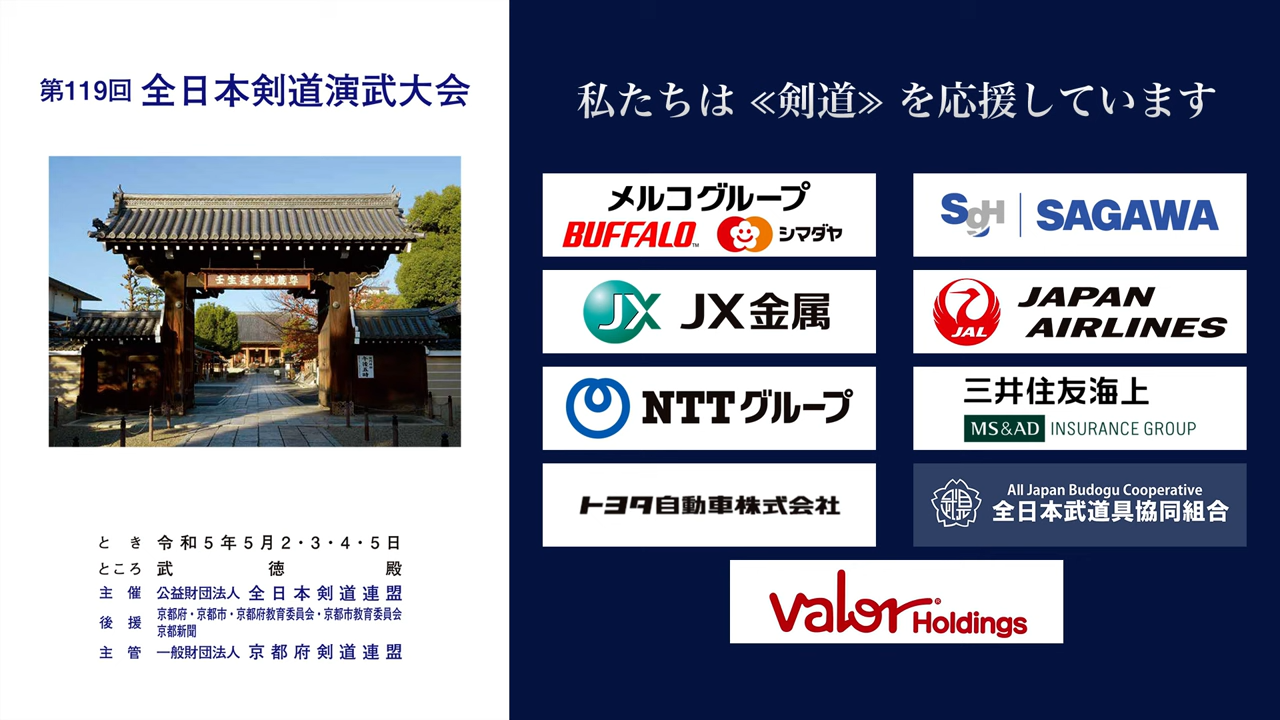 第119回 全日本剣道演武大会
壬生延命地蔵尊
とき 令和5年5月2・3・4・5日
ところ 武徳殿
主催 公益財団法人 全日本剣道連盟
後援 京都府・京都市・京都府教育委員会・京都市教育委員会
京都新聞
主管 一般財団法人 京都府剣道連盟
私たちは ≪剣道≫ を応援しています
メルコグループ
BUFFALO™ シマダヤ
SgH SAGAWA
JX JX金属
JAL JAPAN AIRLINES
NTTグループ
三井住友海上
MS&AD INSURANCE GROUP
トヨタ自動車株式会社
All Japan Budogu Cooperative
全日本武道具協同組合
valor® Holdings